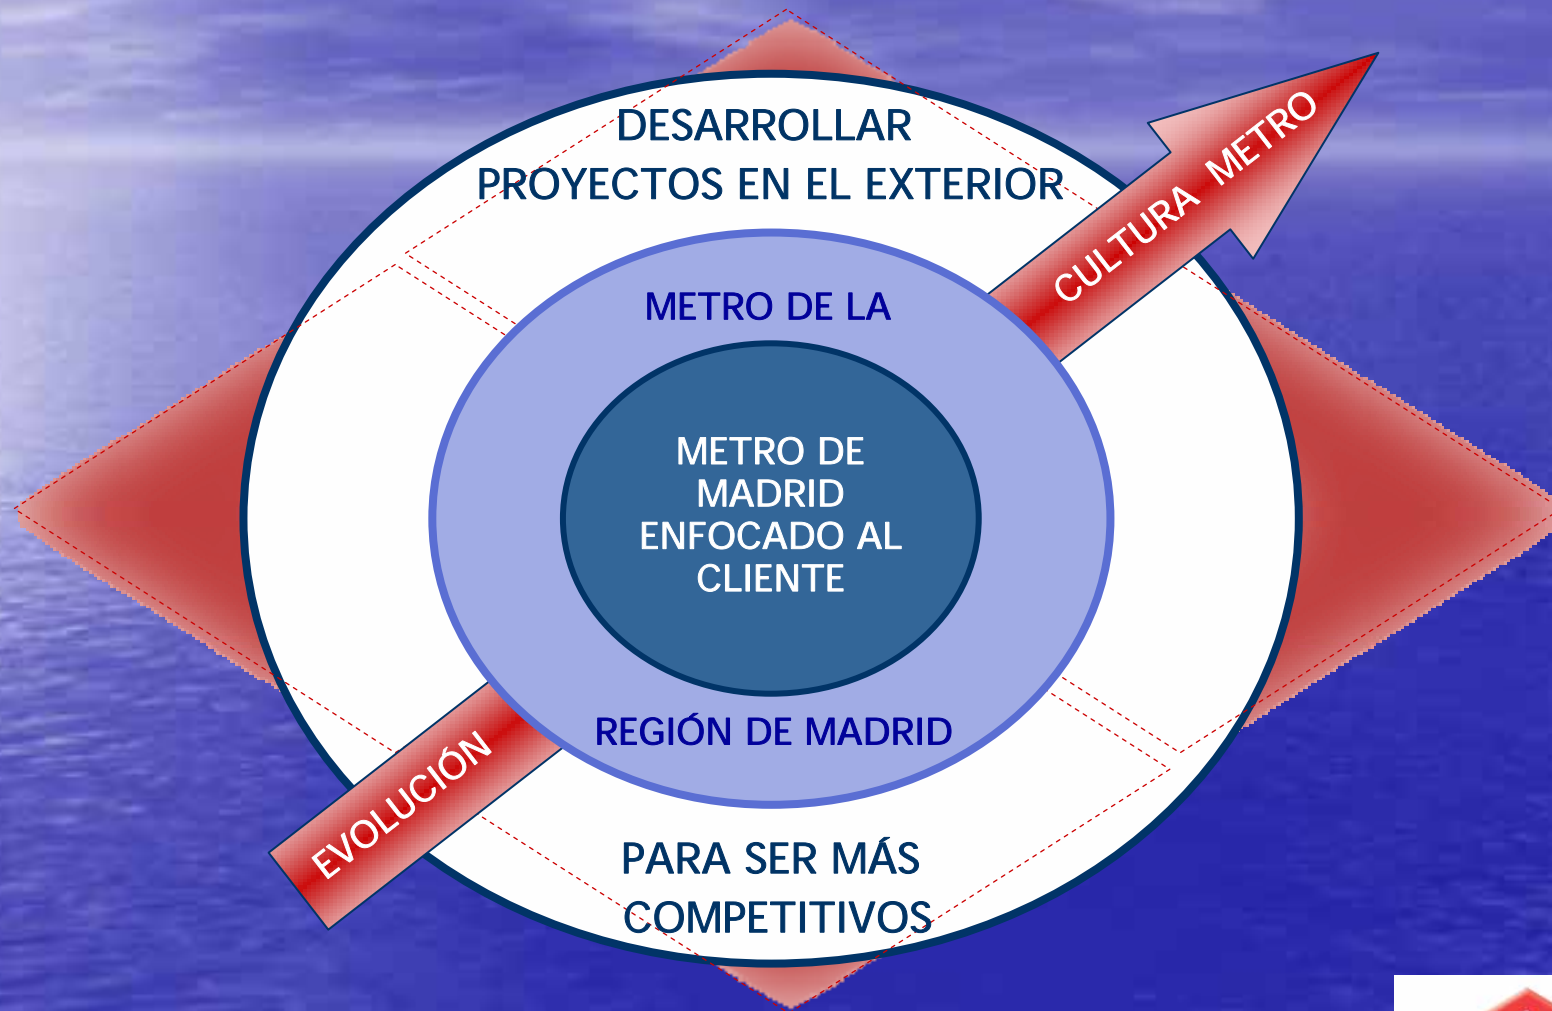 DESARROLLAR
PROYECTOS EN EL EXTERIOR
CULTURA METRO
METRO DE LA
METRO DE
MADRID
ENFOCADO AL
CLIENTE
REGIÓN DE MADRID
EVOLUCIÓN
PARA SER MÁS
COMPETITIVOS